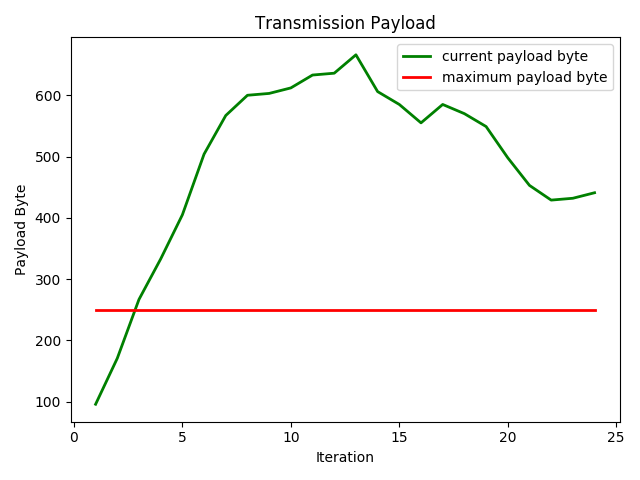 Transmission Payload
current payload byte
maximum payload byte
Payload Byte
600
500
400
300
200
100
0
5
10
15
20
25
Iteration